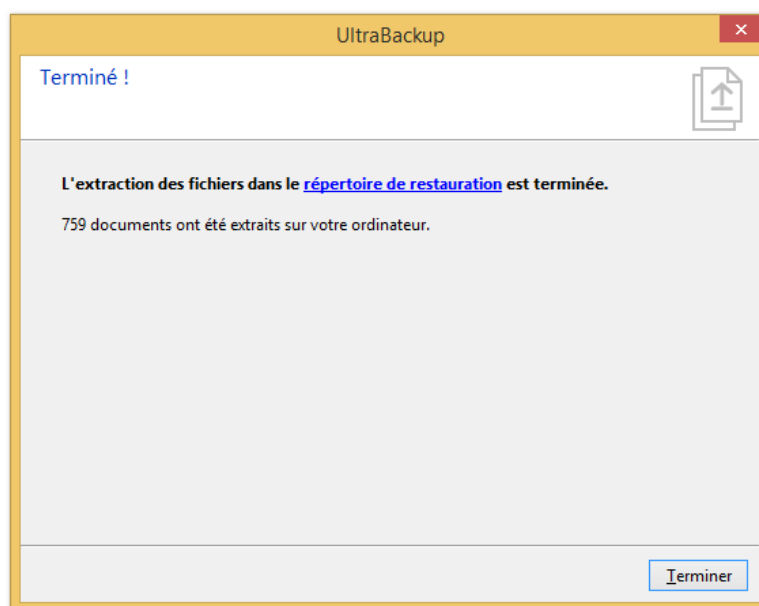 UltraBackup
Terminé !
L'extraction des fichiers dans le répertoire de restauration est terminée.
759 documents ont été extraits sur votre ordinateur.
Terminer